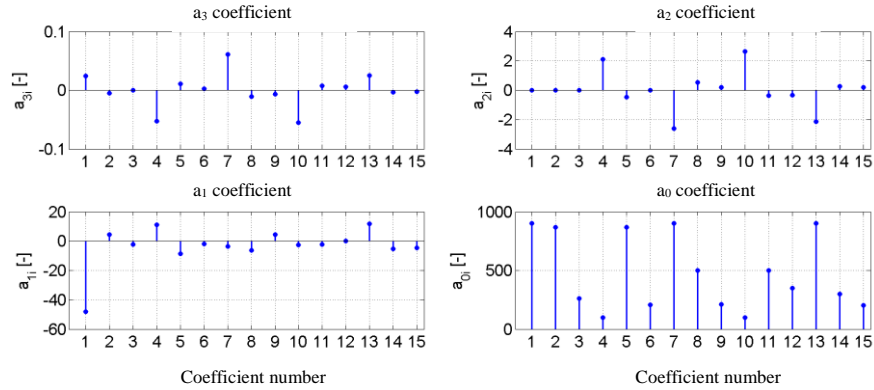 a₃ coefficient
a₂ coefficient
a₃ᵢ [-]
0.1
0
-0.1
1 2 3 4 5 6 7 8 9 10 11 12 13 14 15
a₂ᵢ [-]
4
2
0
-2
-4
1 2 3 4 5 6 7 8 9 10 11 12 13 14 15
a₁ coefficient
a₀ coefficient
a₁ᵢ [-]
20
0
-20
-40
-60
1 2 3 4 5 6 7 8 9 10 11 12 13 14 15
a₀ᵢ [-]
1000
500
0
1 2 3 4 5 6 7 8 9 10 11 12 13 14 15
Coefficient number
Coefficient number